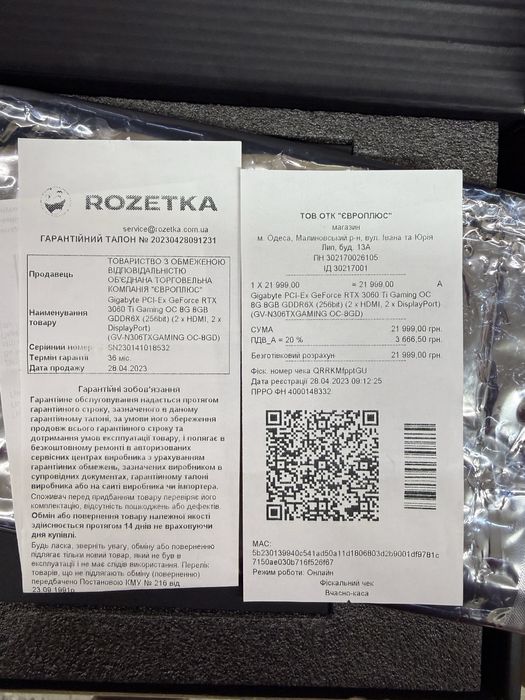 ROZETKA
service@rozetka.com.ua
ГАРАНТІЙНИЙ ТАЛОН № 20230428091231
Продавець
ТОВАРИСТВО З ОБМЕЖЕНОЮ
ВІДПОВІДАЛЬНІСТЮ
ОБ'ЄДНАНА ТОРГОВЕЛЬНА
КОМПАНІЯ "ЄВРОПЛЮС"
Найменування
товару
Gigabyte PCI-Ex GeForce RTX
3060 Ti Gaming OC 8G 8GB
GDDR6X (256bit) (2 x HDMI, 2 x
DisplayPort)
(GV-N306TXGAMING OC-8GD)
Серійний номер SN230141018532
Термін гарантії 36 міс.
Дата продажу 28.04.2023
Гарантійні зобов'язання
Гарантійне обслуговування надається протягом
гарантійного строку, зазначеного в даному
гарантійному талоні, за умови його збереження
продовж всього гарантійного строку та
дотримання умов експлуатації товару, і полягає в
безкоштовному ремонті в авторизованих
сервісних центрах виробника з урахуванням
гарантійних обмежень, зазначених виробником в
супровідних документах, гарантійному талоні
виробника або на сайті виробника чи імпортера.
Споживач перед придбанням товару перевіряє його
комплектацію, відсутність пошкоджень або дефектів.
Обмін або повернення товару належної якості
здійснюється протягом 14 днів не враховуючи
дня купівлі.
Будь ласка, зверніть увагу, обміну або поверненню
підлягає тільки новий товар, який не був в
експлуатації і не має слідів використання. Перелік
товарів, що не підлягають обміну (поверненню)
передбачено Постановою КМУ № 216 від
23.09.1991р
ТОВ ОТК "ЄВРОПЛЮС"
магазин
м. Одеса, Малиновський р-н, вул. Івана та Юрія
Лип, буд. 13А
ПН 302170026105
ІД 30217001
1 X 21 999.00 = 21 999.00 А
Gigabyte PCI-Ex GeForce RTX 3060 Ti Gaming OC
8G 8GB GDDR6X (256bit) (2 x HDMI, 2 x DisplayPort)
(GV-N306TXGAMING OC-8GD)
СУМА 21 999.00 грн.
ПДВ_А = 20 % 3 666,50 грн.
Безготівковий розрахунок 21 999.00 грн.
Фіск. номер чека QRRKMfpptGU
Дата реєстрації 28.04.2023 09:12:25
ПРРО ФН 4000148332
MAC:
5b230139940c541ad50a11d1806803d2b9001df9781c
7150ae030b716f526f67
Режим роботи: Онлайн
Фіскальний чек
Вчасно-каса